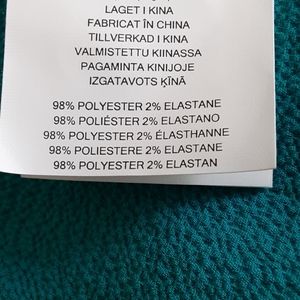 LAGET I KINA
FABRICAT ÎN CHINA
TILLVERKAD I KINA
VALMISTETTU KIINASSA
PAGAMINTA KINIJOJE
IZGATAVOTS ĶĪNĀ
98% POLYESTER 2% ELASTANE
98% POLIÉSTER 2% ELASTANO
98% POLYESTER 2% ÉLASTHANNE
98% POLIESTERE 2% ELASTANE
98% POLYESTER 2% ELASTAN